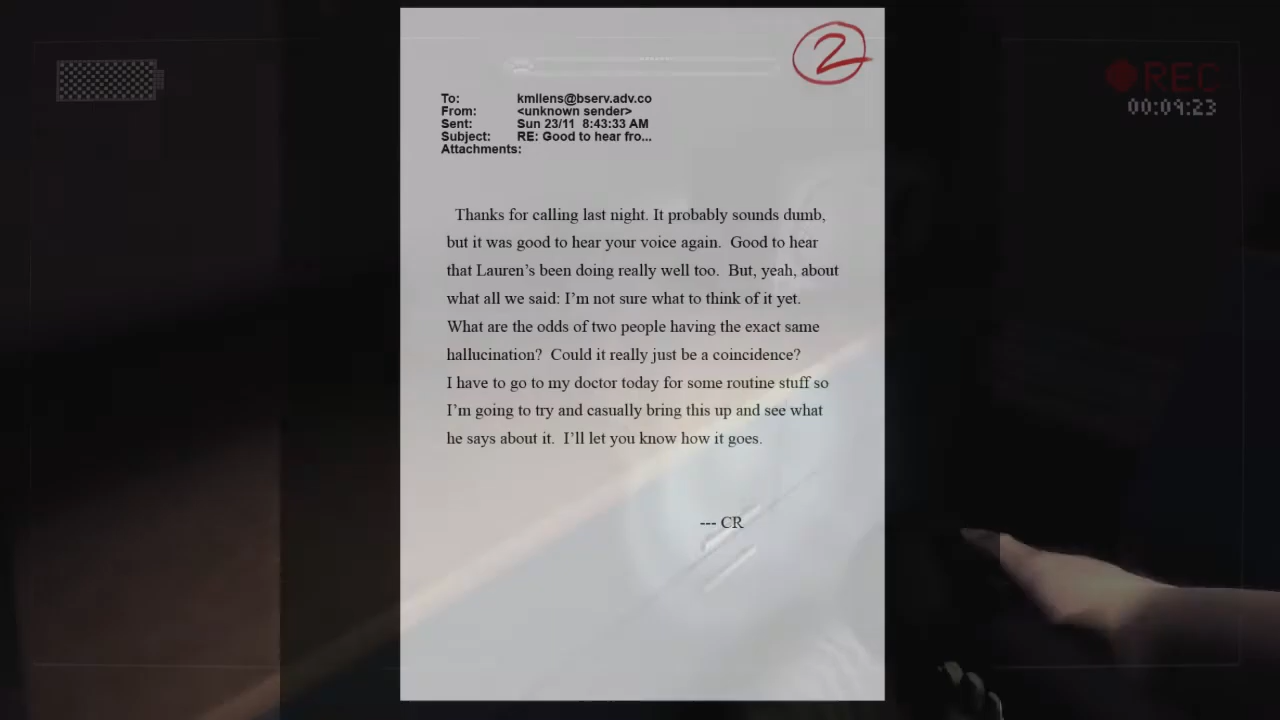 2
REC
00:09:23
To: kmllens@bserv.adv.co
From: <unknown sender>
Sent: Sun 23/11 8:43:33 AM
Subject: RE: Good to hear fro...
Attachments:
Thanks for calling last night. It probably sounds dumb,
but it was good to hear your voice again. Good to hear
that Lauren's been doing really well too. But, yeah, about
what all we said: I'm not sure what to think of it yet.
What are the odds of two people having the exact same
hallucination? Could it really just be a coincidence?
I have to go to my doctor today for some routine stuff so
I'm going to try and casually bring this up and see what
he says about it. I'll let you know how it goes.
--- CR